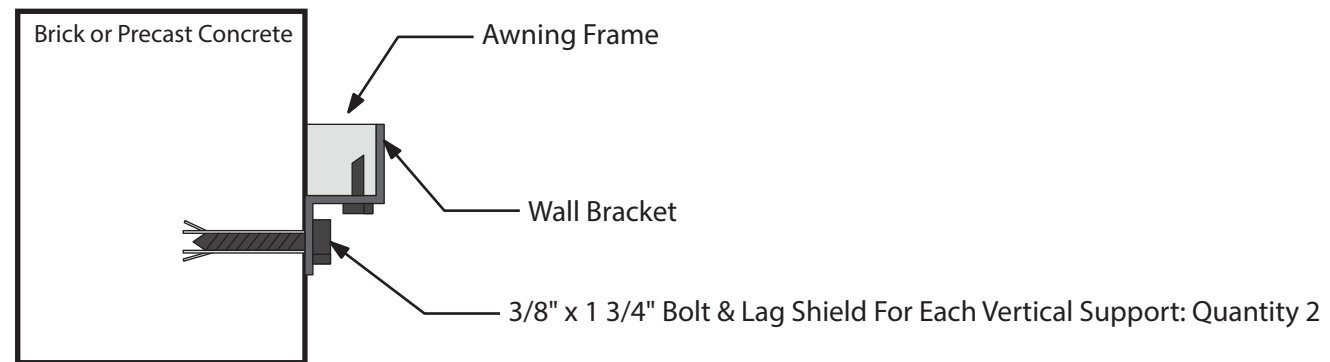 Brick or Precast Concrete
Awning Frame
Wall Bracket
3/8" x 1 3/4" Bolt & Lag Shield For Each Vertical Support: Quantity 2